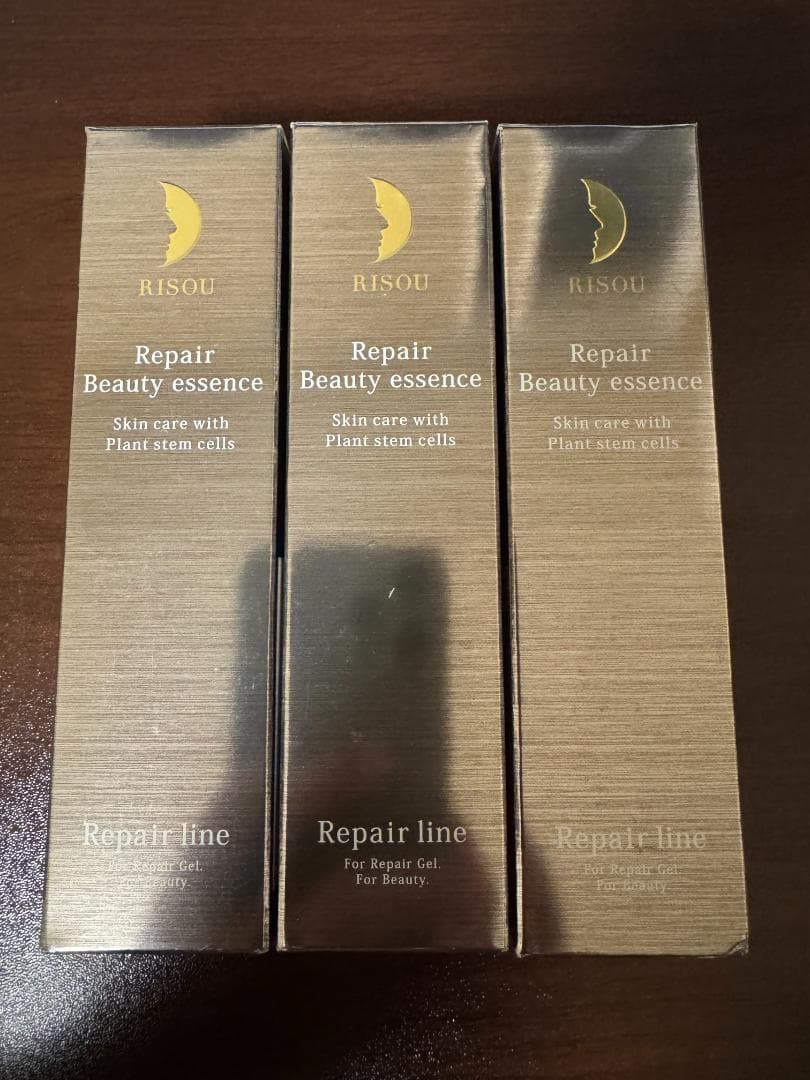 RISOU
Repair
Beauty essence
Skin care with
Plant stem cells
Repair line
For Repair Gel.
For Beauty.
RISOU
Repair
Beauty essence
Skin care with
Plant stem cells
Repair line
For Repair Gel.
For Beauty.
RISOU
Repair
Beauty essence
Skin care with
Plant stem cells
Repair line
For Repair Gel.
For Beauty.